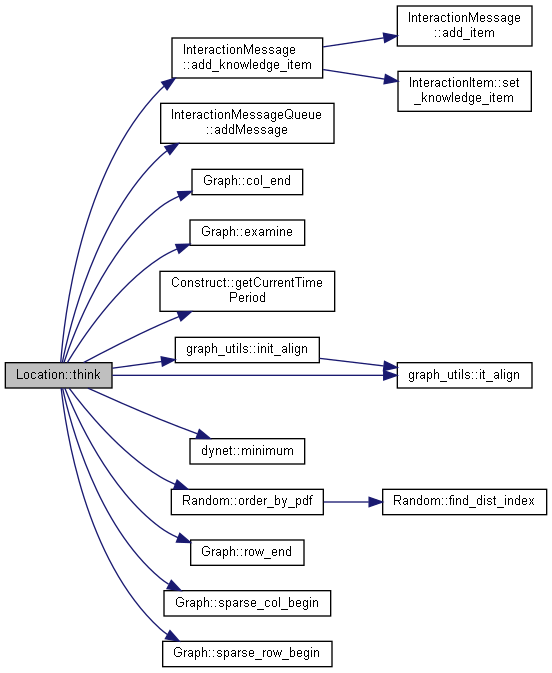 Location::think
InteractionMessage
::add_knowledge_item
InteractionMessage
::add_item
InteractionItem::set
_knowledge_item
InteractionMessageQueue
::addMessage
Graph::col_end
Graph::examine
Construct::getCurrentTime
Period
graph_utils::init_align
graph_utils::it_align
dynet::minimum
Random::order_by_pdf
Random::find_dist_index
Graph::row_end
Graph::sparse_col_begin
Graph::sparse_row_begin